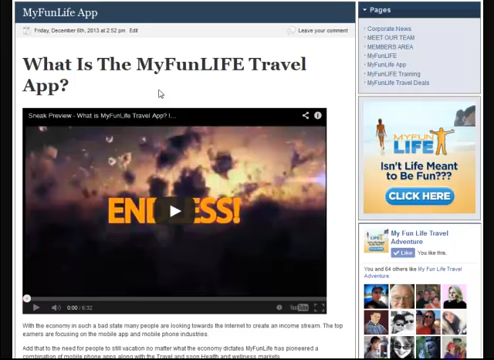 MyFunLife App
Friday, December 6th, 2013 at 2:52 pm Edit
Leave your comment
What Is The MyFunLIFE Travel
App?
Sneak Preview - What is MyFunLife Travel App? I...
ENDLESS!
0:00 / 6:32
YouTube
With the economy in such a bad state many people are looking towards the Internet to create an income stream. The top
earners are focusing on the mobile app and mobile phone industries.
Add that to the need for people to still vacation no matter what the economy dictates MyFunLife has pioneered a
combination of mobile phone apps along with the Travel and soon Health and wellness markets.
Pages
Corporate News
MEET OUR TEAM
MEMBERS AREA
MyFunLIFE
MyFunLife App
MyFunLIFE Training
MyFunLife Travel Deals
MYFUN
LIFE
Isn't Life Meant
to Be Fun???
CLICK HERE
My Fun Life Travel
Adventure
Like You like this.
You and 64 others like My Fun Life Travel
Adventure.